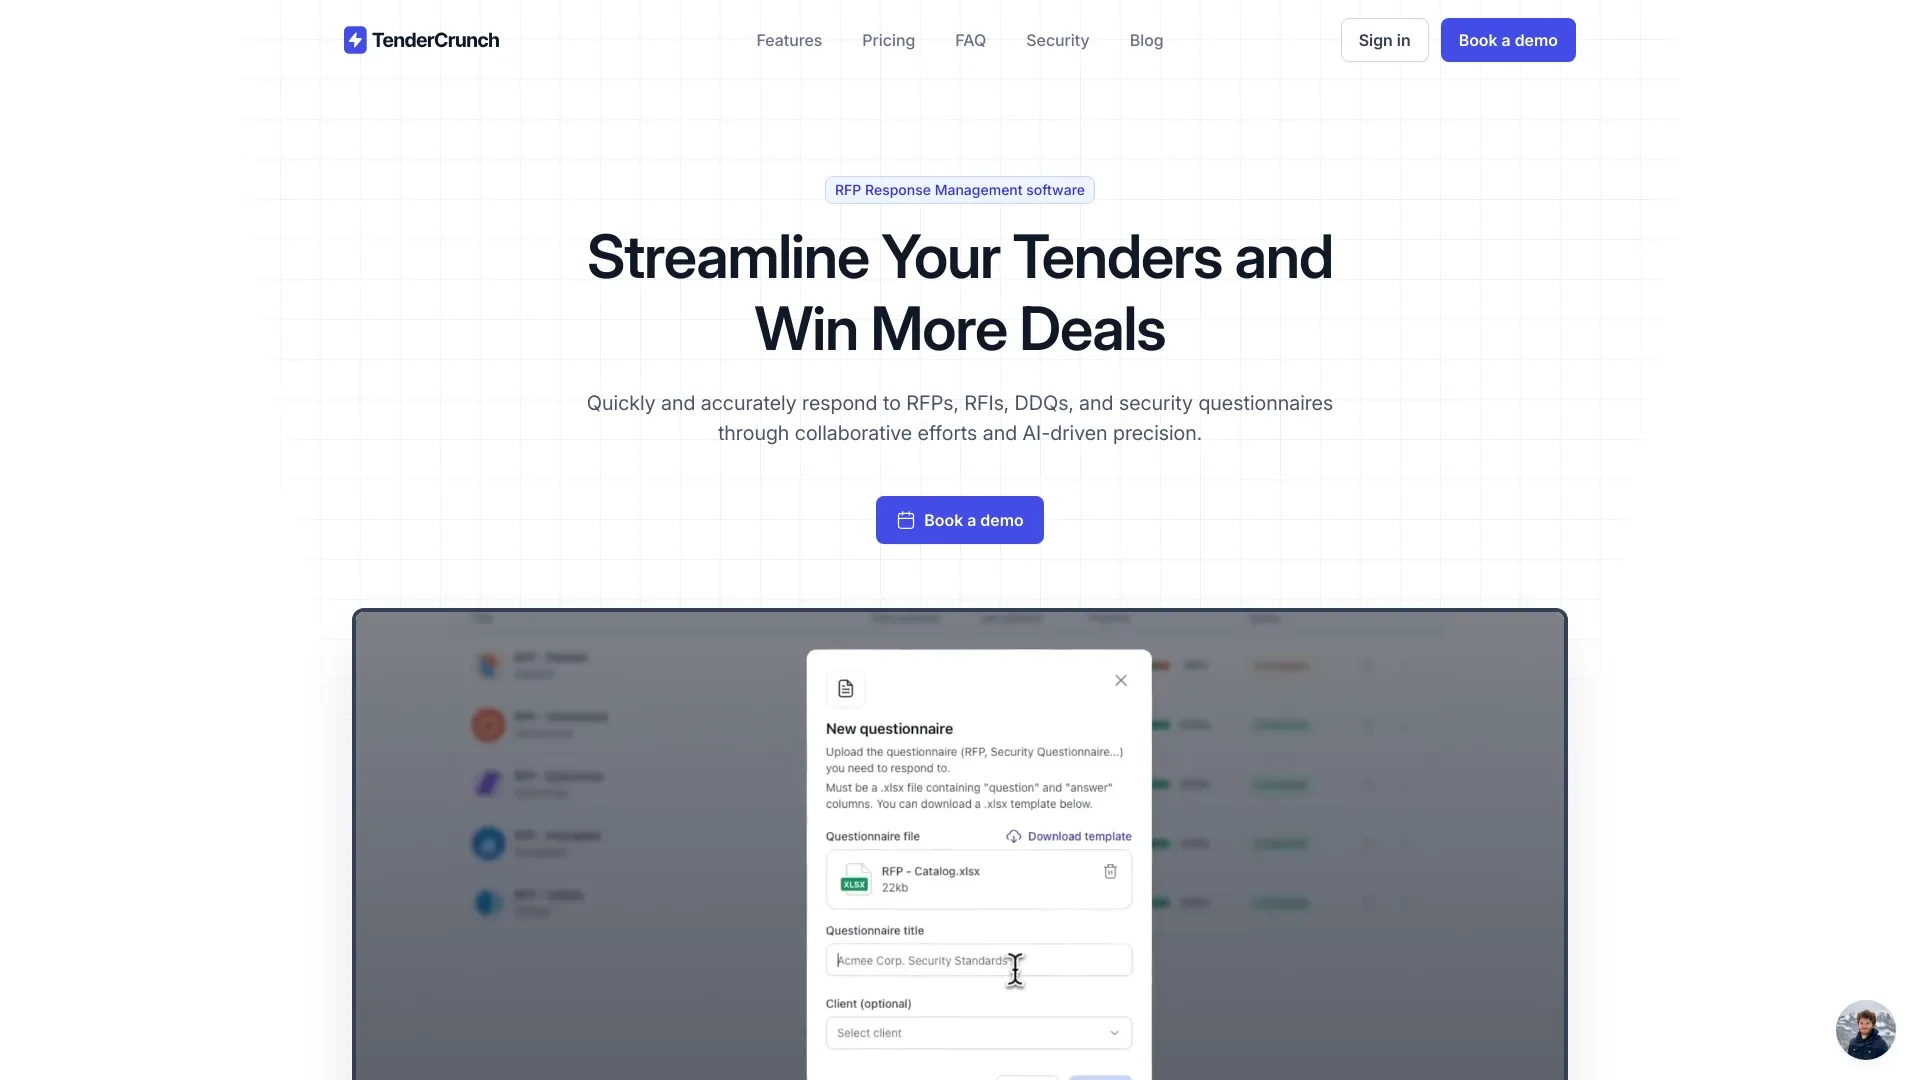 TenderCrunch
Features
Pricing
FAQ
Security
Blog
Sign in
Book a demo
RFP Response Management software
Streamline Your Tenders and
Win More Deals
Quickly and accurately respond to RFPs, RFIs, DDQs, and security questionnaires
through collaborative efforts and AI-driven precision.
Book a demo
New questionnaire
Upload the questionnaire (RFP, Security Questionnaire...)
you need to respond to.
Must be a .xlsx file containing "question" and "answer"
columns. You can download a .xlsx template below.
Questionnaire file
Download template
XLSX
RFP - Catalog.xlsx
22kb
Questionnaire title
Acmee Corp. Security Standards
Client (optional)
Select client